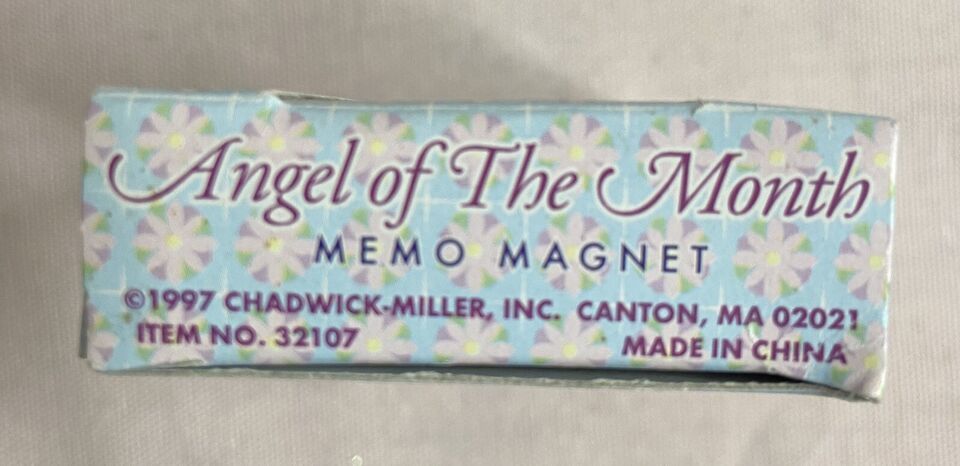 Angel of The Month
MEMO MAGNET
©1997 CHADWICK-MILLER, INC. CANTON, MA 02021
ITEM NO. 32107 MADE IN CHINA